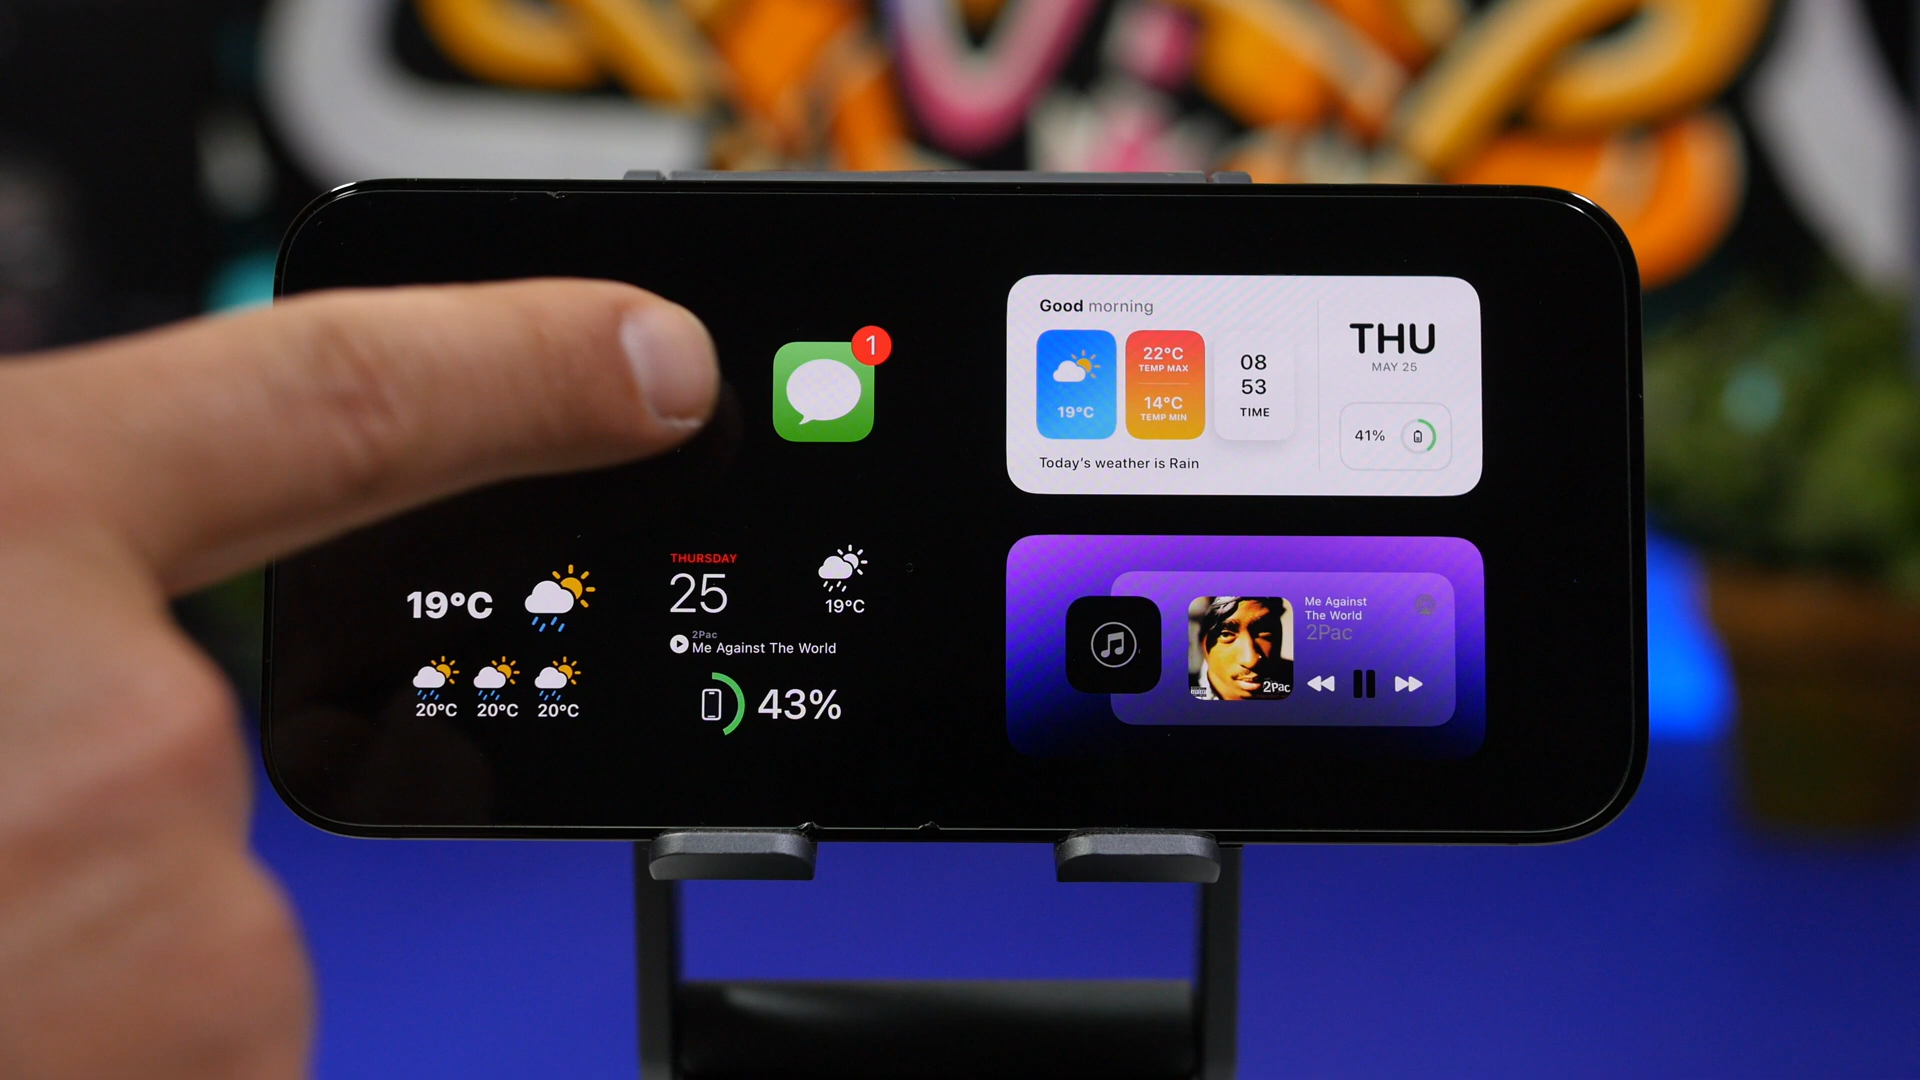 1
Good morning
19°C
22°C
TEMP MAX
14°C
TEMP MIN
08
53
TIME
THU
MAY 25
41%
Today's weather is Rain
19°C
20°C 20°C 20°C
THURSDAY
25
19°C
2Pac
Me Against The World
43%
2Pac
Me Against
The World
2Pac